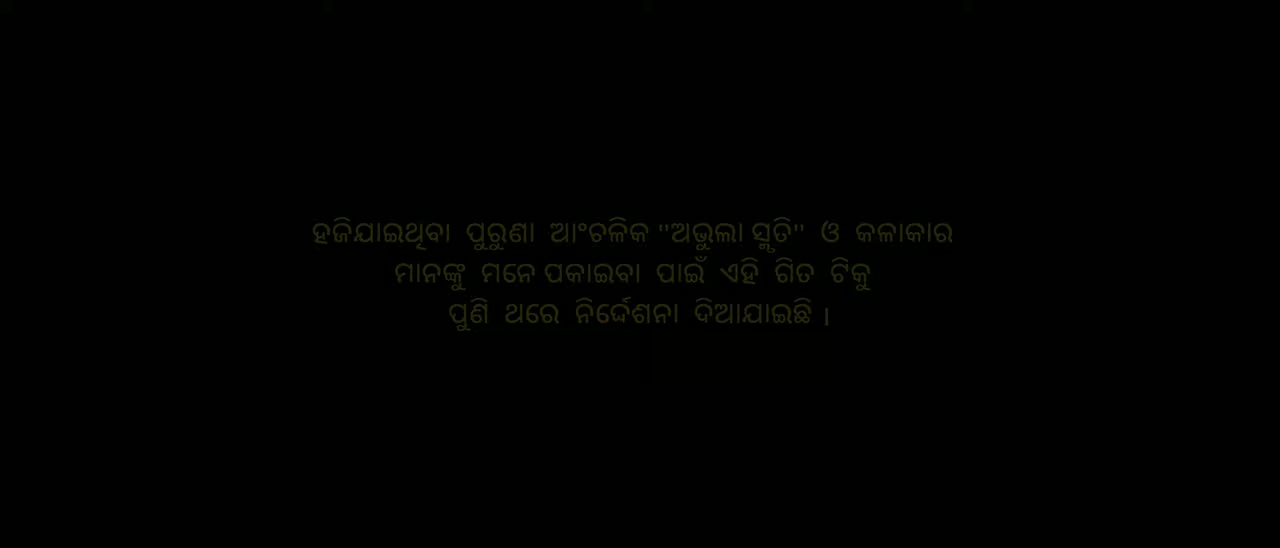 ହଜିଯାଇଥିବା ପୁରୁଣା ଆଂଚଳିକ "ଅଭୁଲା ସ୍ମୃତି" ଓ କଳାକାର
ମାନଙ୍କୁ ମନେ ପକାଇବା ପାଇଁ ଏହି ଗିତ ଟିକୁ
ପୁଣି ଥରେ ନିର୍ଦ୍ଦେଶନା ଦିଆଯାଇଛି ।